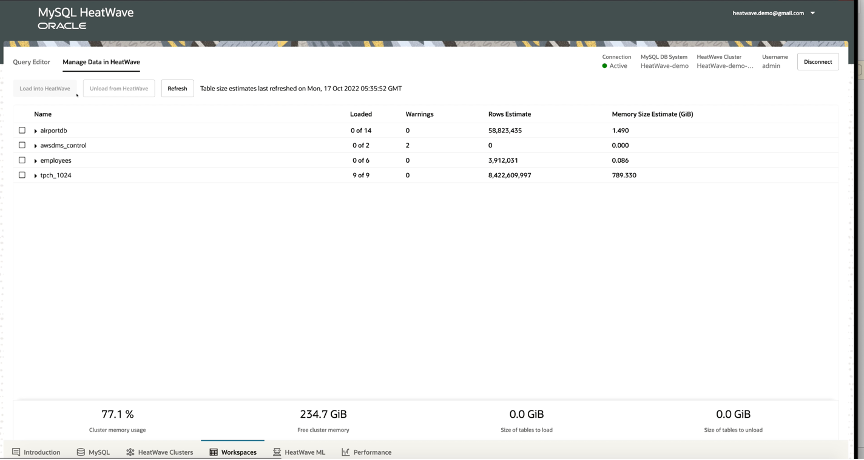 MySQL HeatWave
ORACLE
heatwave.demo@gmail.com
Query Editor Manage Data in HeatWave
Connection MySQL DB System HeatWave Cluster Username
Active HeatWave-demo HeatWave-demo-... admin Disconnect
Load into HeatWave Unload from HeatWave Refresh Table size estimates last refreshed on Mon, 17 Oct 2022 05:35:52 GMT
Name Loaded Warnings Rows Estimate Memory Size Estimate (GiB)
airportdb 0 of 14 0 58,823,435 1.490
awsdms_control 0 of 2 2 0 0.000
employees 0 of 6 0 3,912,031 0.086
tpch_1024 9 of 9 0 8,422,609,997 789.330
77.1 % 234.7 GiB 0.0 GiB 0.0 GiB
Cluster memory usage Free cluster memory Size of tables to load Size of tables to unload
Introduction MySQL HeatWave Clusters Workspaces HeatWave ML Performance